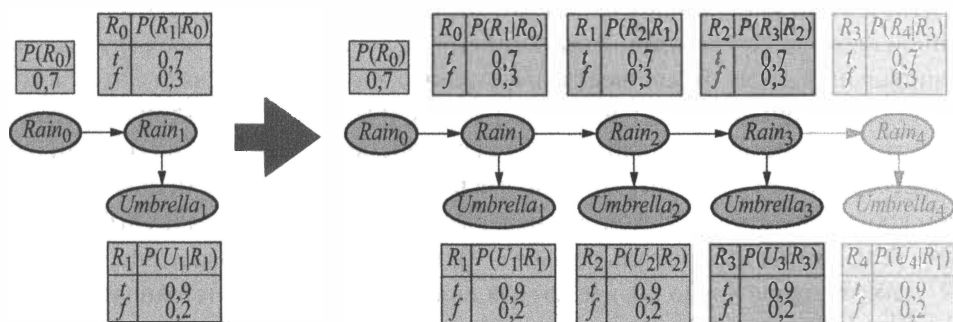 P(R₀)
0,7
R₀ P(R₁|R₀)
t 0,7
f 0,3
Rain₀
Rain₁
Umbrella₁
R₁ P(U₁|R₁)
t 0,9
f 0,2
P(R₀)
0,7
R₀ P(R₁|R₀)
t 0,7
f 0,3
R₁ P(R₂|R₁)
t 0,7
f 0,3
R₂ P(R₃|R₂)
t 0,7
f 0,3
R₃ P(R₄|R₃)
t 0,7
f 0,3
Rain₀
Rain₁
Rain₂
Rain₃
Rain₄
Umbrella₁
Umbrella₂
Umbrella₃
Umbrella₄
R₁ P(U₁|R₁)
t 0,9
f 0,2
R₂ P(U₂|R₂)
t 0,9
f 0,2
R₃ P(U₃|R₃)
t 0,9
f 0,2
R₄ P(U₄|R₁)
t 0,9
f 0,2